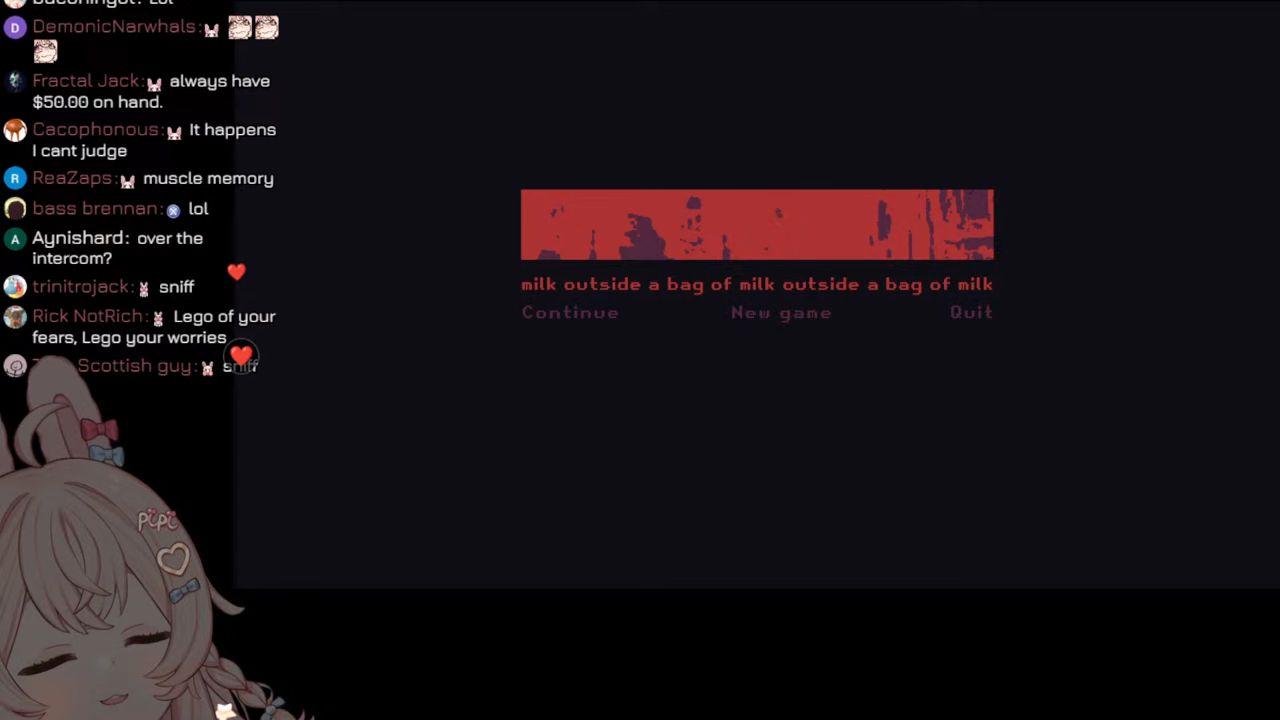 DemonicNarwhals:
Fractal Jack: always have
$50.00 on hand.
Cacophonous: It happens
I cant judge
ReaZaps: muscle memory
bass brennan: lol
Aynishard: over the
intercom?
trinitrojack: sniff
Rick NotRich: Lego of your
fears, Lego your worries
Scottish guy: sniff
milk outside a bag of milk outside a bag of milk
Continue New game Quit
D
R
A
PiPi